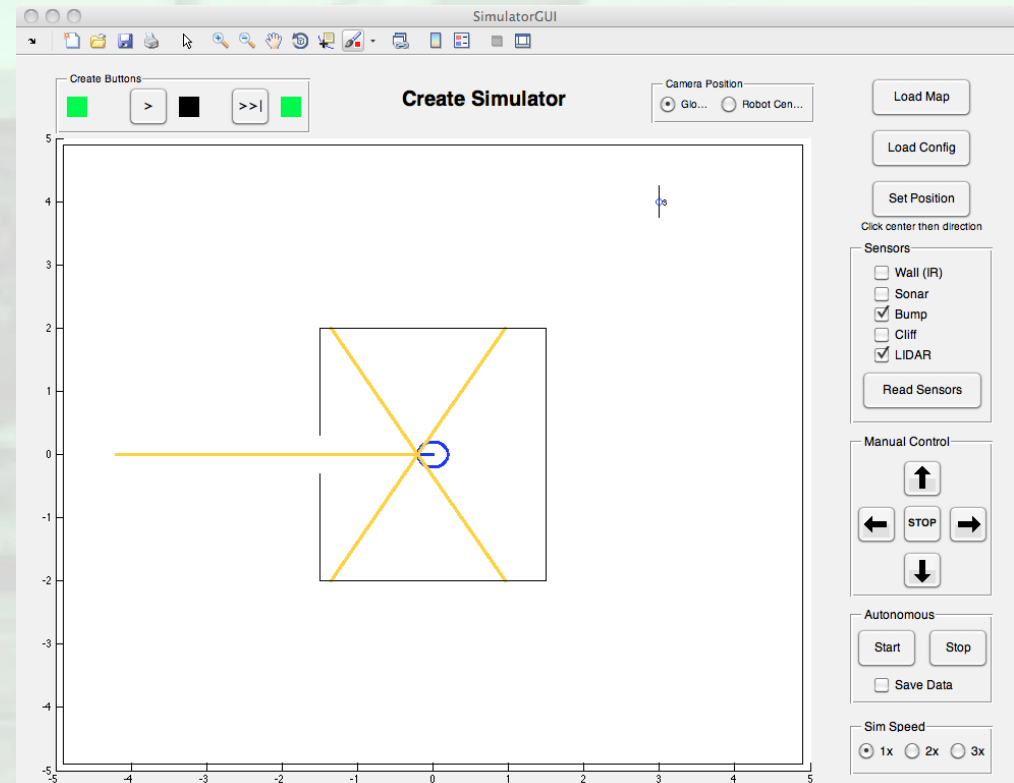 SimulatorGUI
Create Buttons
> >>|
Create Simulator
Camera Position
Glo... Robot Cen...
Load Map
Load Config
Set Position
Click center then direction
Sensors
Wall (IR)
Sonar
Bump
Cliff
LIDAR
Read Sensors
Manual Control
STOP
Autonomous
Start Stop
Save Data
Sim Speed
1x 2x 3x
5
4
3
2
1
0
-1
-2
-3
-4
-5 -4 -3 -2 -1 0 1 2 3 4 5